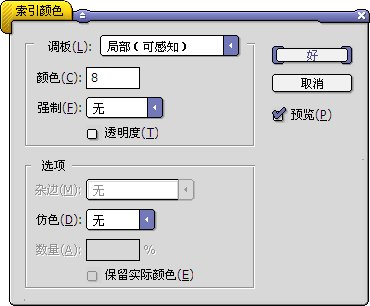 索引颜色
调板(L): 局部(可感知)
好
颜色(C): 8
取消
强制(F): 无
预览(P)
透明度(T)
选项
杂边(M): 无
仿色(D): 无
数量(A): %
保留实际颜色(E)